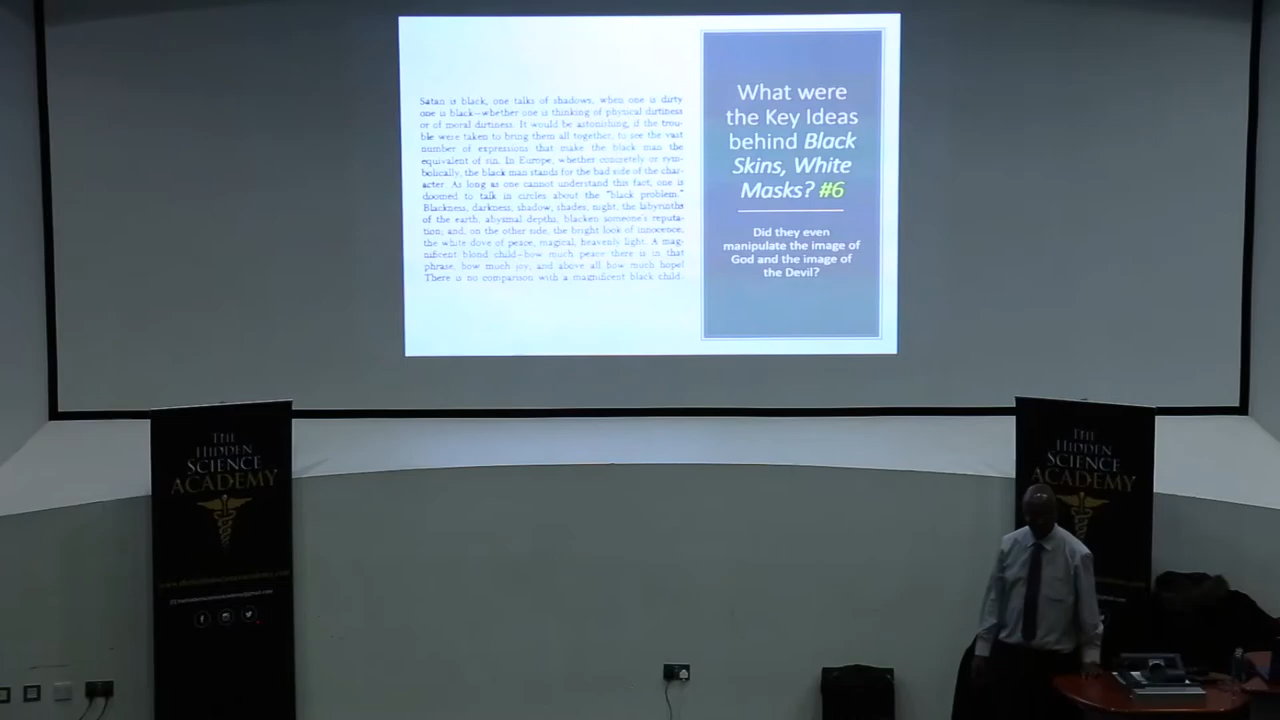 Satan is black, one talks of shadows, when one is dirty
one is black—whether one is thinking of physical dirtiness
or of moral dirtiness. It would be astonishing, if the trou-
ble were taken to bring them all together, to see the vast
number of expressions that make the black man the
equivalent of sin. In Europe, whether concretely or sym-
bolically, the black man stands for the bad side of the char-
acter. As long as one cannot understand this fact, one is
doomed to talk in circles about the "black problem."
Blackness, darkness, shadow, shades, night, the labyrinths
of the earth, abysmal depths, blacken someone's reputa-
tion; and, on the other side, the bright look of innocence,
the white dove of peace, magical, heavenly light. A mag-
nificent blond child—how much peace there is in that
phrase, how much joy, and above all how much hope!
There is no comparison with a magnificent black child:
What were
the Key Ideas
behind Black
Skins, White
Masks? #6
Did they even
manipulate the image of
God and the image of
the Devil?
THE
HIDDEN
SCIENCE
ACADEMY
THE
HIDDEN
SCIENCE
ACADEMY